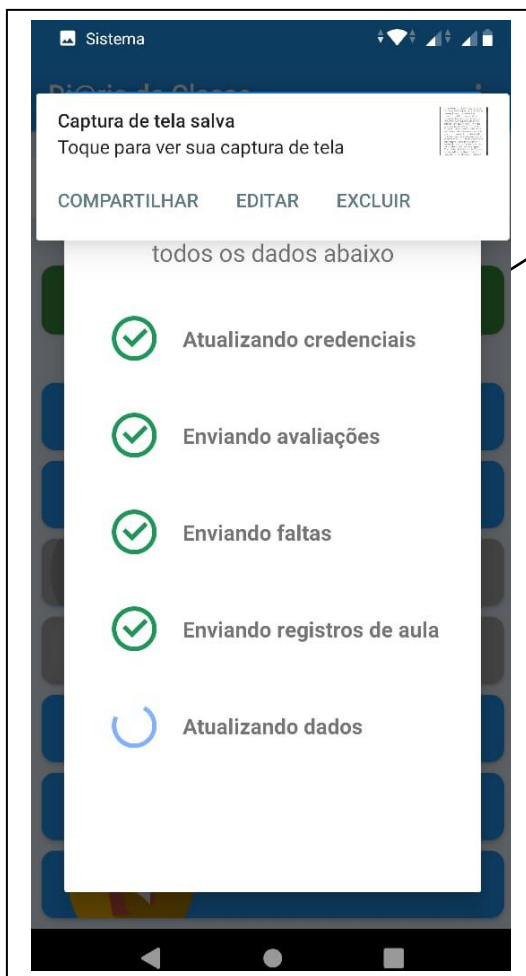 Sistema
Captura de tela salva
Toque para ver sua captura de tela
COMPARTILHAR EDITAR EXCLUIR
todos os dados abaixo
Atualizando credenciais
Enviando avaliações
Enviando faltas
Enviando registros de aula
Atualizando dados